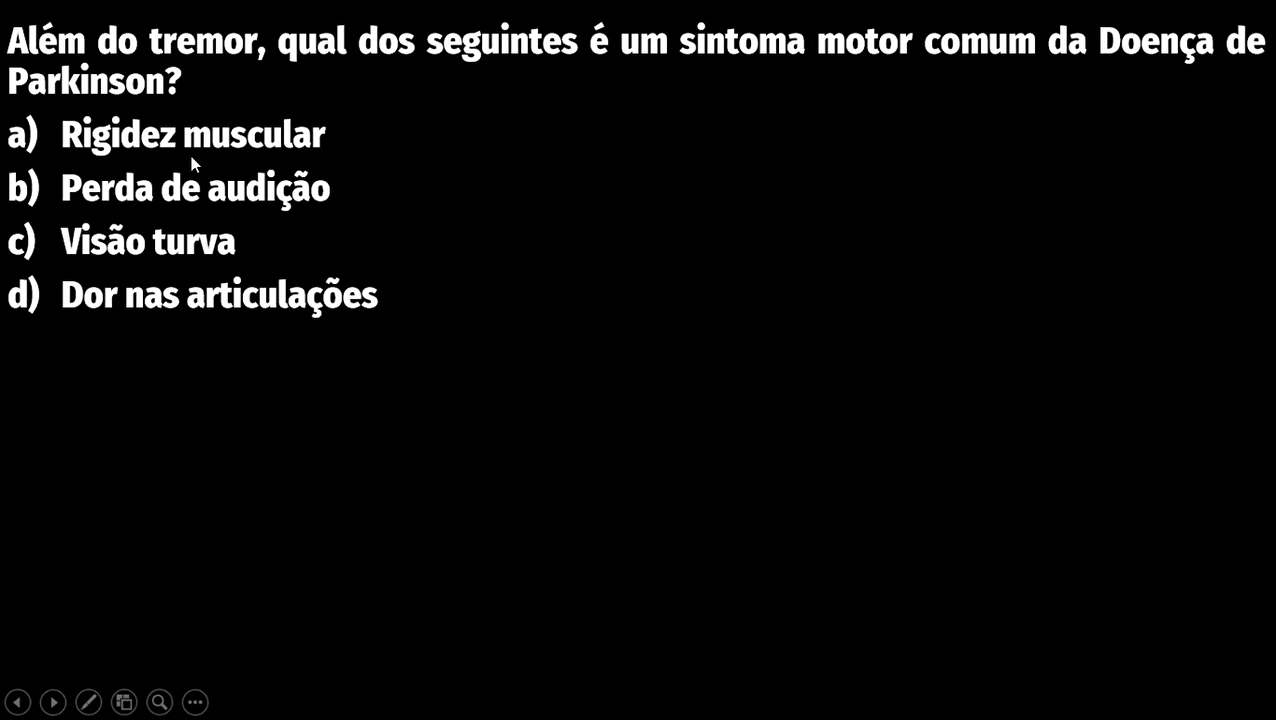 Além do tremor, qual dos seguintes é um sintoma motor comum da Doença de
Parkinson?
a) Rigidez muscular
b) Perda de audição
c) Visão turva
d) Dor nas articulações